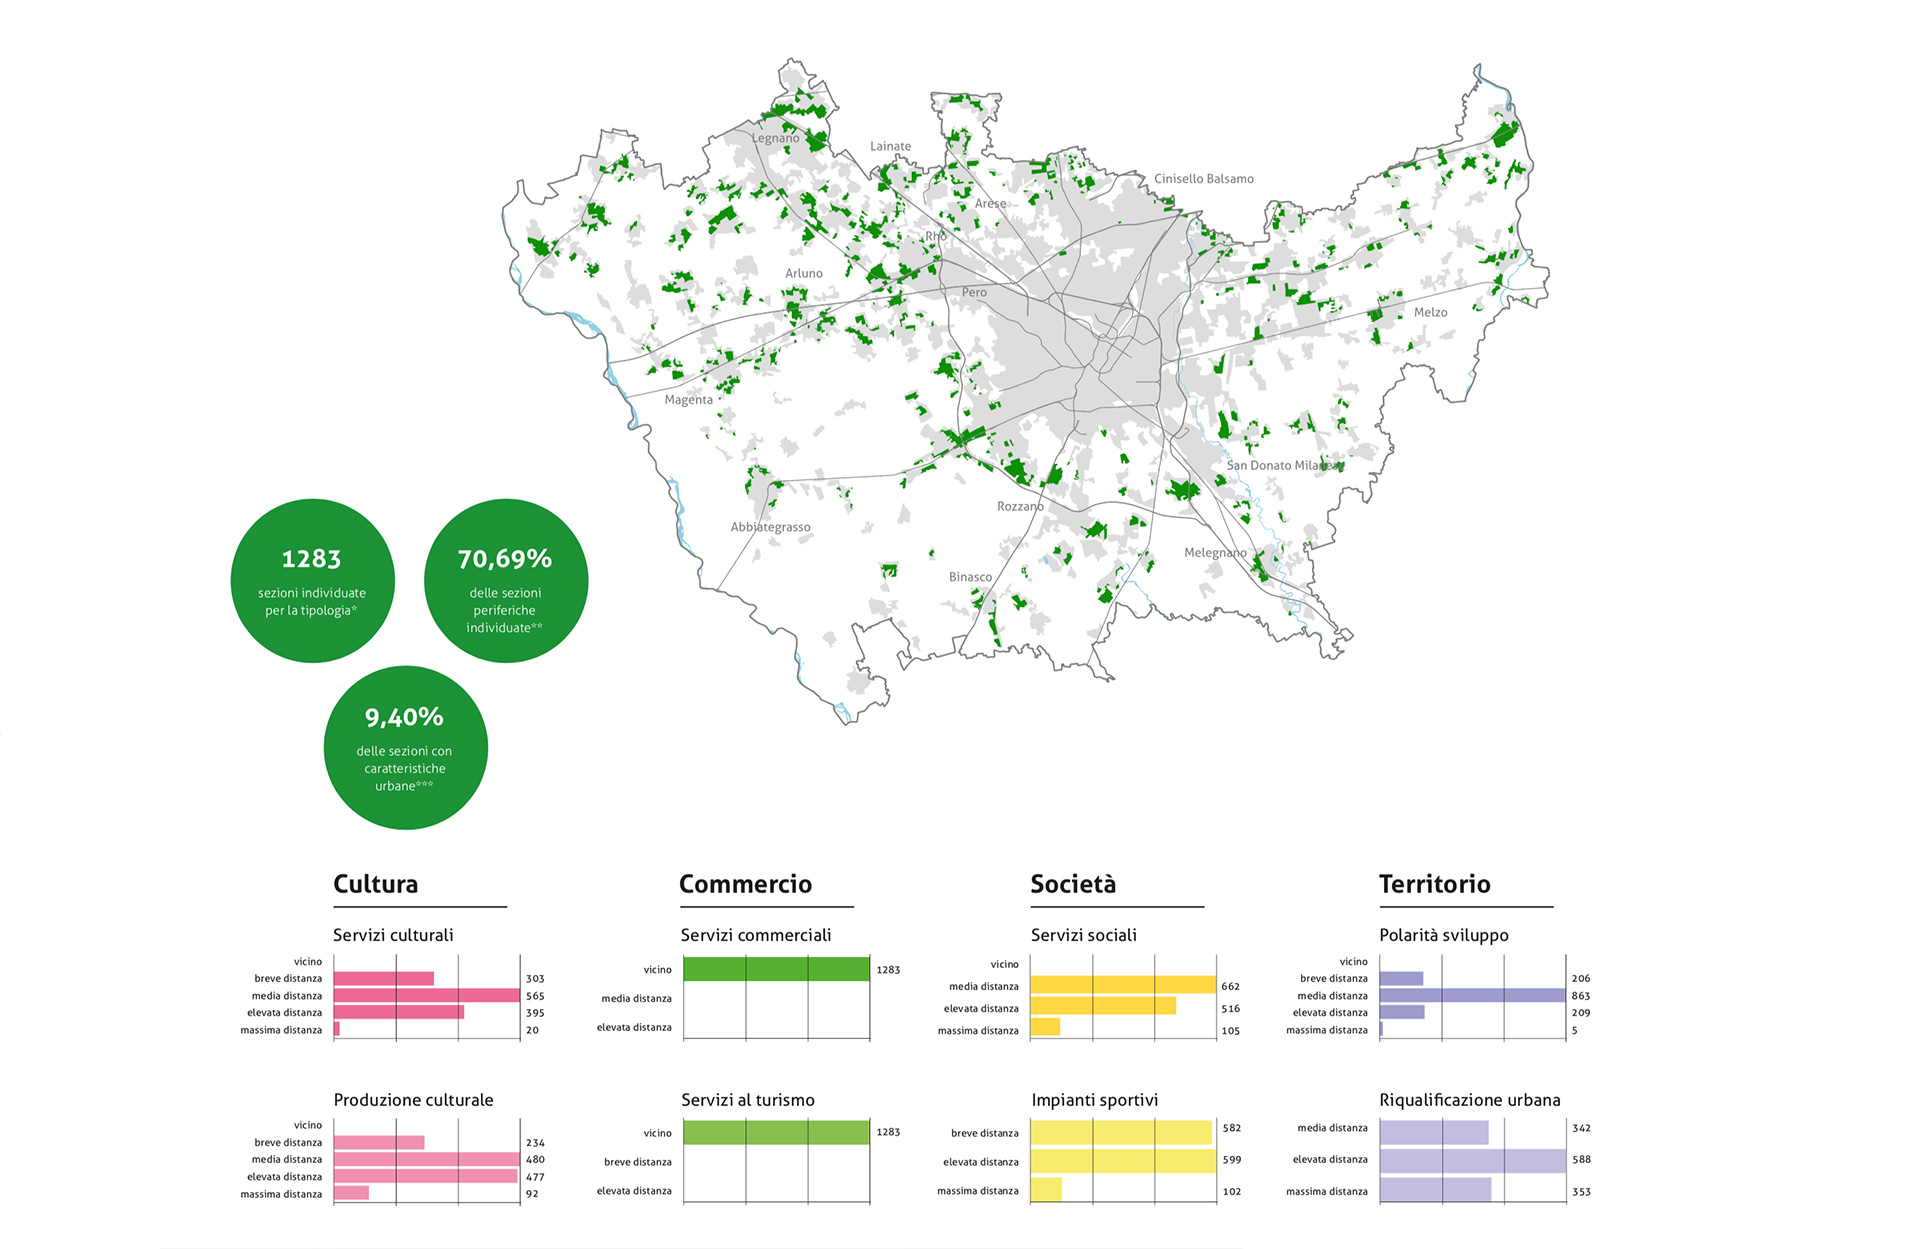 Legnano
Lainate
Cinisello Balsamo
Arese
Rho
Arluno
Pero
Melzo
Magenta
San Donato Milanese
Rozzano
Abbiategrasso
Melegnano
Binasco
1283
sezioni individuate
per la tipologia*
70,69%
delle sezioni
periferiche
individuate**
9,40%
delle sezioni con
caratteristiche
urbane***
Cultura
Servizi culturali
vicino
breve distanza 303
media distanza 565
elevata distanza 395
massima distanza 20
Produzione culturale
vicino
breve distanza 234
media distanza 480
elevata distanza 477
massima distanza 92
Commercio
Servizi commerciali
vicino 1283
media distanza
elevata distanza
Servizi al turismo
vicino 1283
breve distanza
elevata distanza
Società
Servizi sociali
vicino
media distanza 662
elevata distanza 516
massima distanza 105
Impianti sportivi
breve distanza 582
elevata distanza 599
massima distanza 102
Territorio
Polarità sviluppo
vicino
breve distanza 206
media distanza 863
elevata distanza 209
massima distanza 5
Riqualificazione urbana
media distanza 342
elevata distanza 588
massima distanza 353